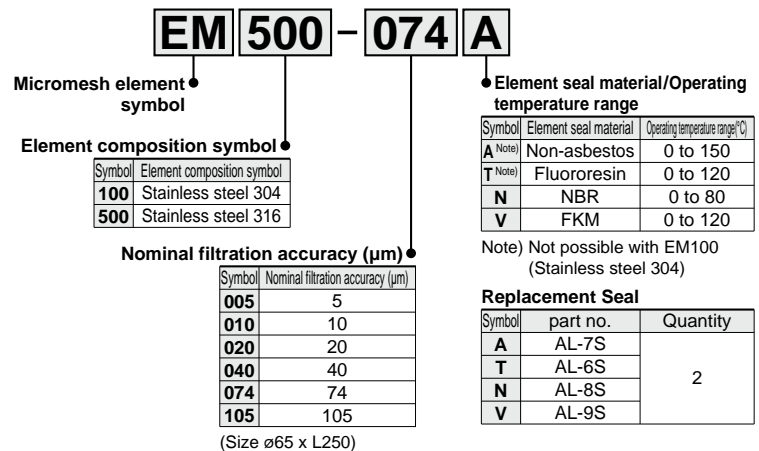 EM 500 - 074 A
Micromesh element
symbol
Element composition symbol
Symbol Element composition symbol
100 Stainless steel 304
500 Stainless steel 316
Nominal filtration accuracy (µm)
Symbol Nominal filtration accuracy (µm)
005 5
010 10
020 20
040 40
074 74
105 105
(Size ø65 x L250)
Element seal material/Operating
temperature range
Symbol Element seal material Operating temperature range(°C)
A Note) Non-asbestos 0 to 150
T Note) Fluororesin 0 to 120
N NBR 0 to 80
V FKM 0 to 120
Note) Not possible with EM100
(Stainless steel 304)
Replacement Seal
Symbol part no. Quantity
A AL-7S
T AL-6S
2
N AL-8S
V AL-9S